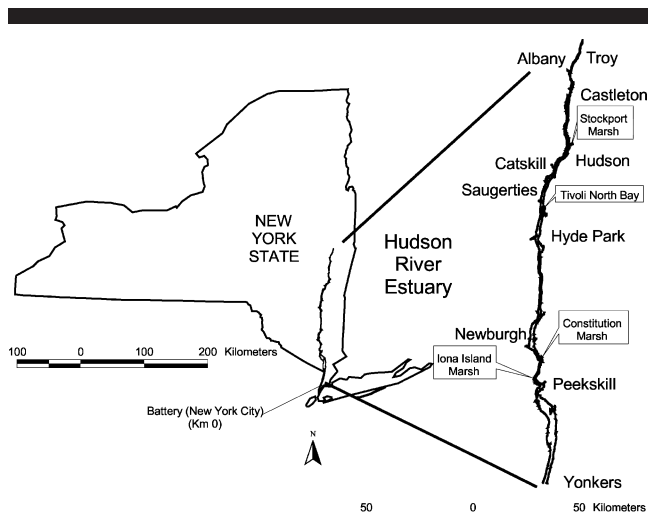 Albany Troy
Castleton
Stockport
Marsh
Catskill Hudson
Saugerties
Tivoli North Bay
NEW
YORK
STATE
Hudson
River
Estuary
Hyde Park
Newburgh
Constitution
Marsh
Iona Island
Marsh
Peekskill
100 0 100 200 Kilometers
Battery (New York City)
(Km 0)
N
Yonkers
50 0 50 Kilometers